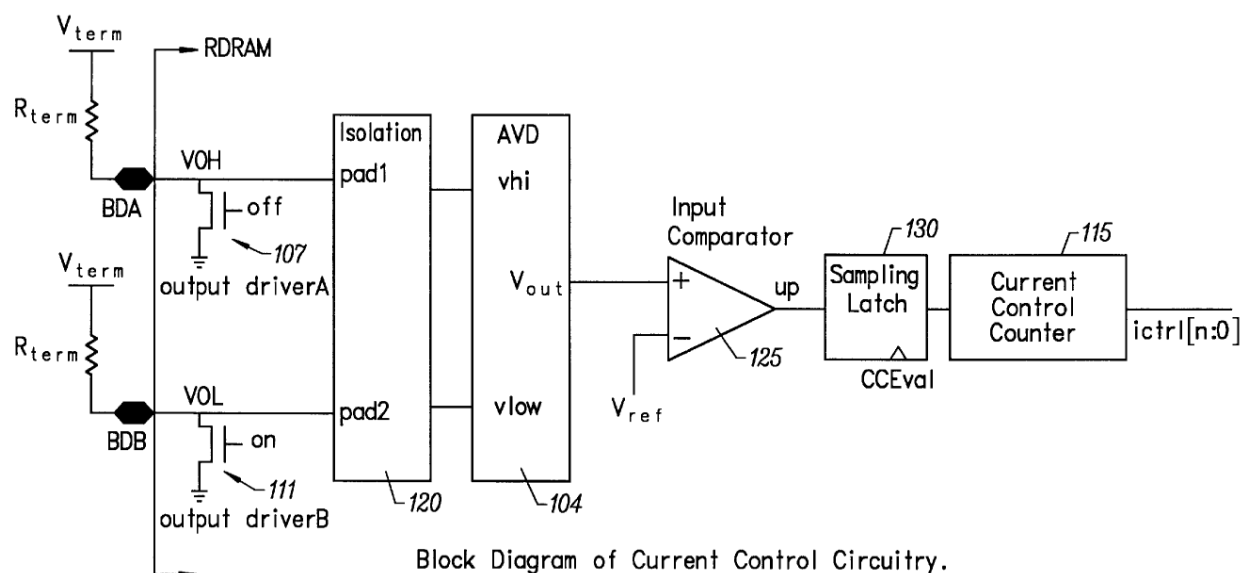 Vterm
RDRAM
Rterm
VOH
BDA
off
107
output driverA
Isolation
pad1
pad2
120
AVD
vhi
Vout
vlow
104
Input
Comparator
+
−
125
Vref
up
130
Sampling
Latch
CCEval
115
Current
Control
Counter
ictrl[n:0]
Vterm
Rterm
VOL
BDB
on
111
output driverB
Block Diagram of Current Control Circuitry.